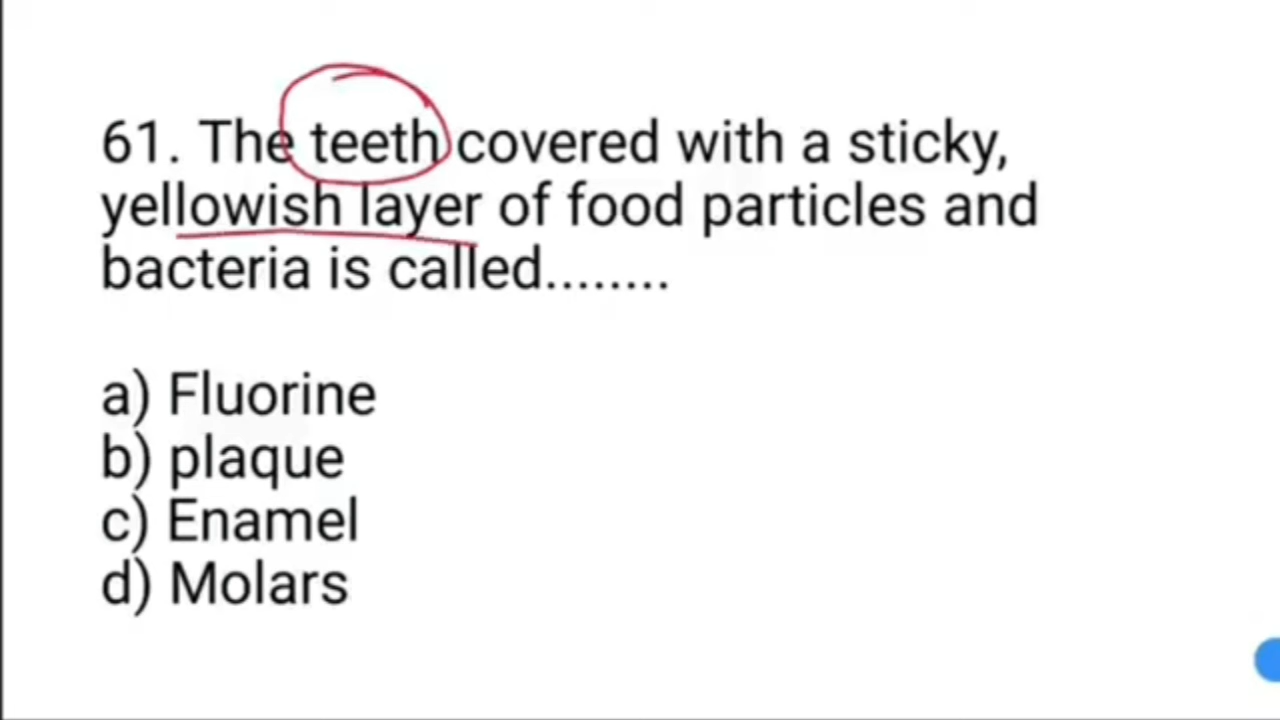 61. The teeth covered with a sticky,
yellowish layer of food particles and
bacteria is called........
a) Fluorine
b) plaque
c) Enamel
d) Molars